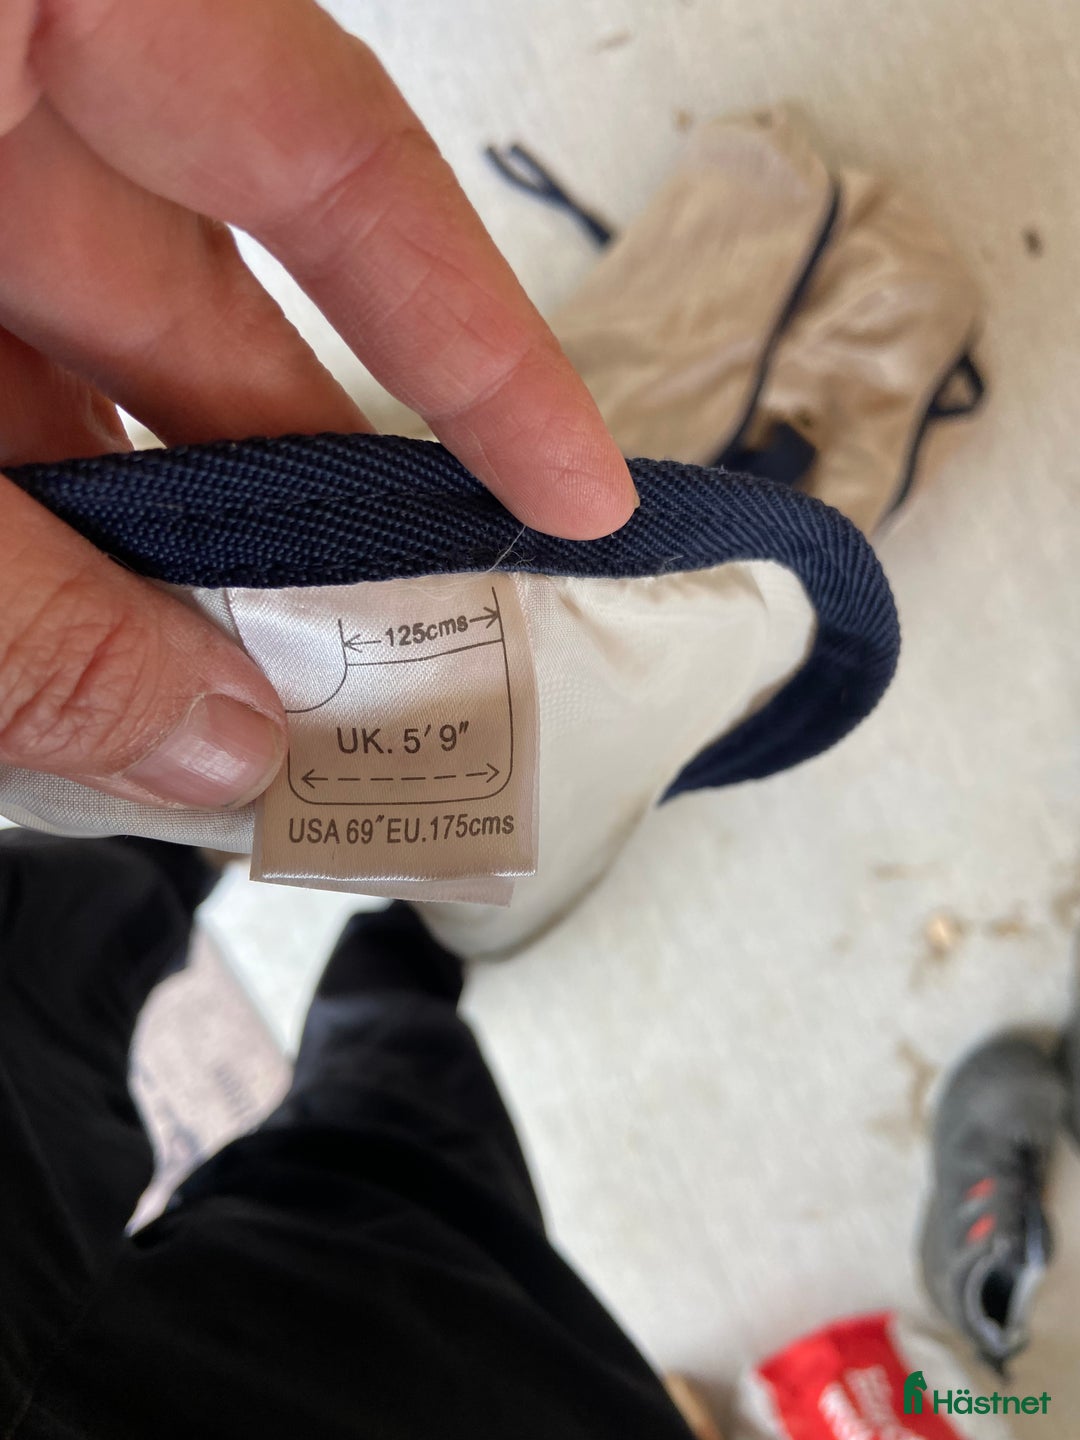 125cms
UK. 5' 9"
USA 69" EU.175cms
Hästnet